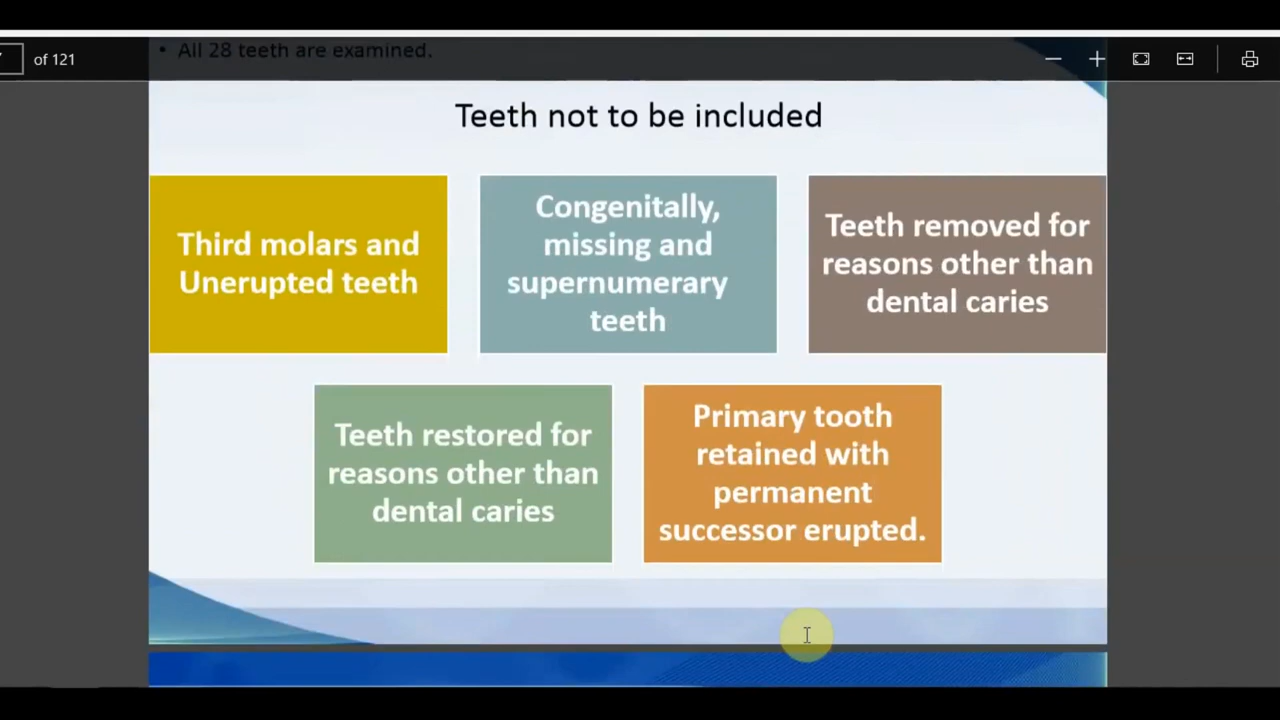 • All 28 teeth are examined.
of 121
Teeth not to be included
Third molars and
Unerupted teeth
Congenitally,
missing and
supernumerary
teeth
Teeth removed for
reasons other than
dental caries
Teeth restored for
reasons other than
dental caries
Primary tooth
retained with
permanent
successor erupted.